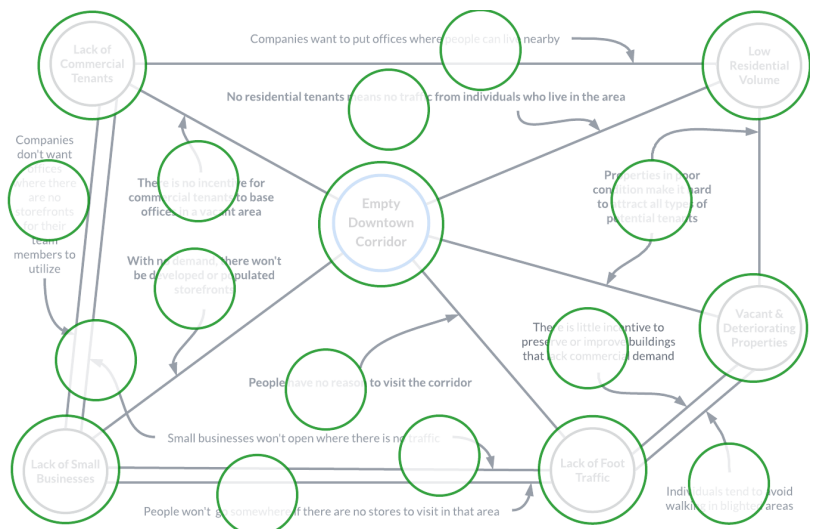 Companies want to put offices where people can live nearby
Lack of
Commercial
Tenants
Low
Residential
Volume
No residential tenants means no traffic from individuals who live in the area
Companies
don't want
offices
where there
are no
storefronts
for their
team
members to
utilize
There is no incentive for
commercial tenants to base
offices in a vacant area
Properties in poor
condition make it hard
to attract all types of
potential tenants
Empty
Downtown
Corridor
With no demand, there won't
be developed or populated
storefronts
Vacant &
Deteriorating
Properties
There is little incentive to
preserve or improve buildings
that lack commercial demand
People have no reason to visit the corridor
Small businesses won't open where there is no traffic
Lack of Small
Businesses
Lack of Foot
Traffic
Individuals tend to avoid
walking in blighted areas
People won't go somewhere if there are no stores to visit in that area